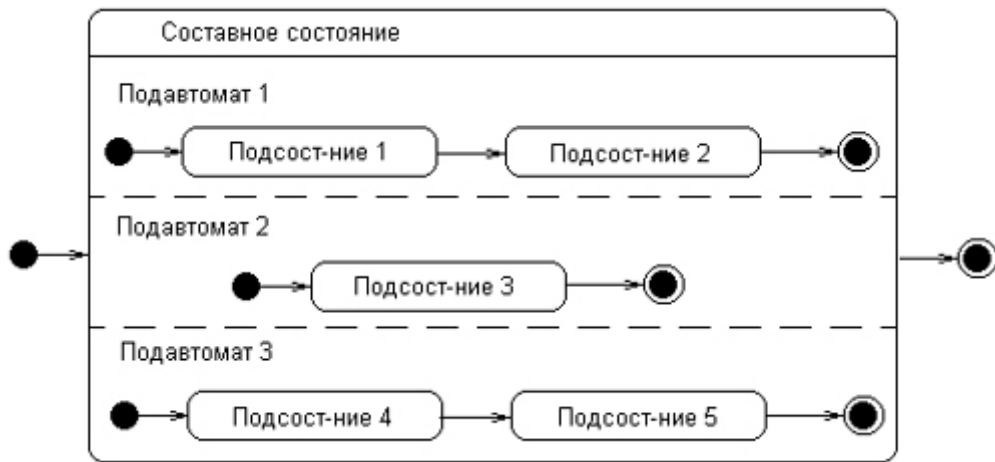 Составное состояние
Подавтомат 1
Подсост-ние 1
Подсост-ние 2
Подавтомат 2
Подсост-ние 3
Подавтомат 3
Подсост-ние 4
Подсост-ние 5